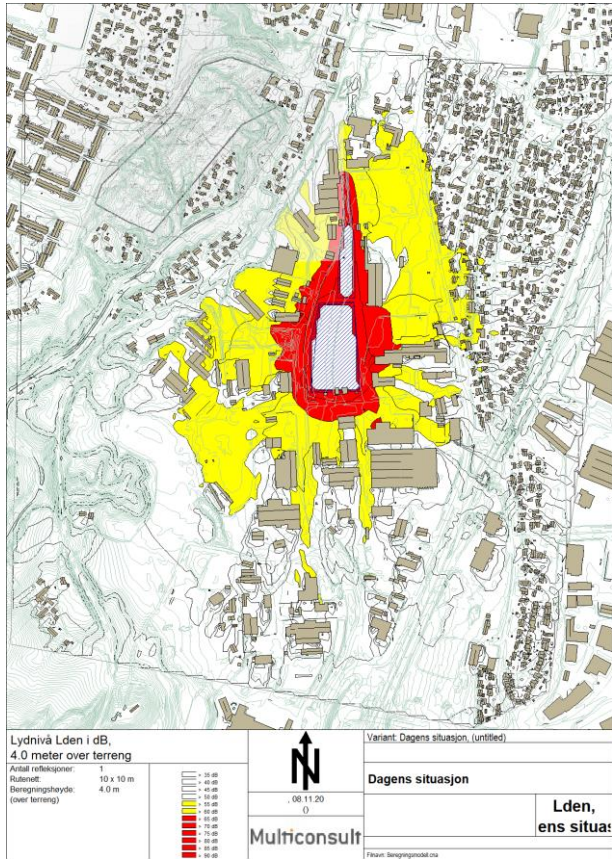 Lydnivå Lden i dB,
4.0 meter over terreng
Antall refleksjoner: 1
Rutenett: 10 x 10 m
Beregningshøyde: 4.0 m
(over terreng)
> 35 dB
> 40 dB
> 45 dB
> 50 dB
> 55 dB
> 60 dB
> 65 dB
> 70 dB
> 75 dB
> 80 dB
> 85 dB
> 90 dB
N
, 08.11.20
()
Multiconsult
Variant: Dagens situasjon, (untitled)
Dagens situasjon
Lden,
ens situas
Filnavn: Beregningsmodell.cna